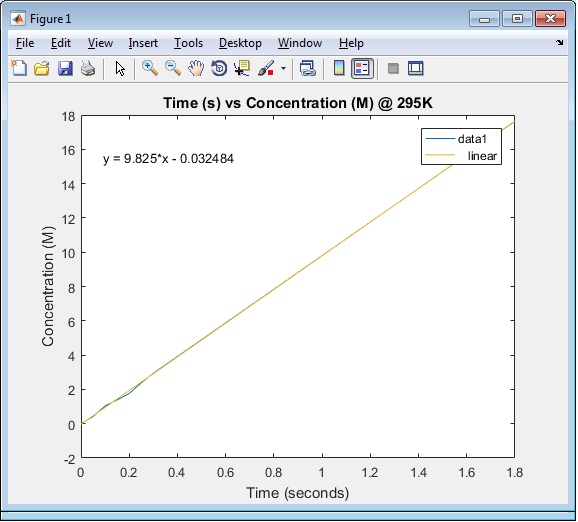 Figure 1
File Edit View Insert Tools Desktop Window Help
Time (s) vs Concentration (M) @ 295K
y = 9.825*x - 0.032484
data1
linear
Concentration (M)
18
16
14
12
10
8
6
4
2
0
-2
0 0.2 0.4 0.6 0.8 1 1.2 1.4 1.6 1.8
Time (seconds)